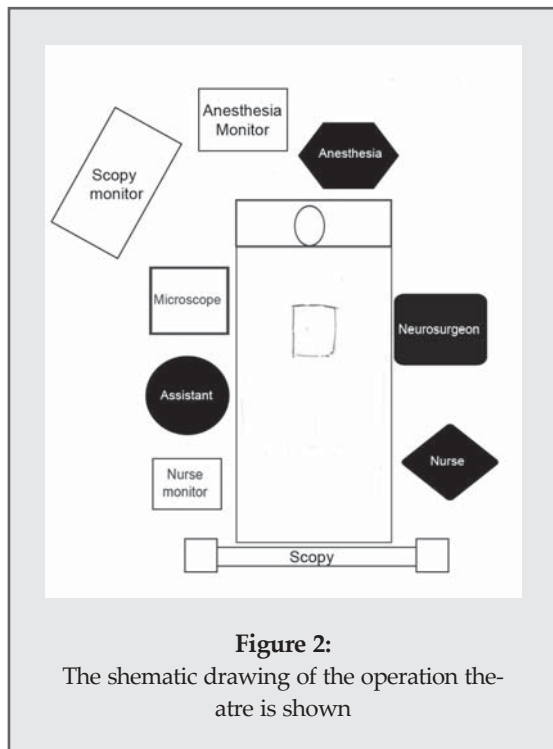 Anesthesia
Monitor
Anesthesia
Scopy
monitor
Microscope
Neurosurgeon
Assistant
Nurse
Nurse
monitor
Scopy
Figure 2:
The shematic drawing of the operation the-
atre is shown